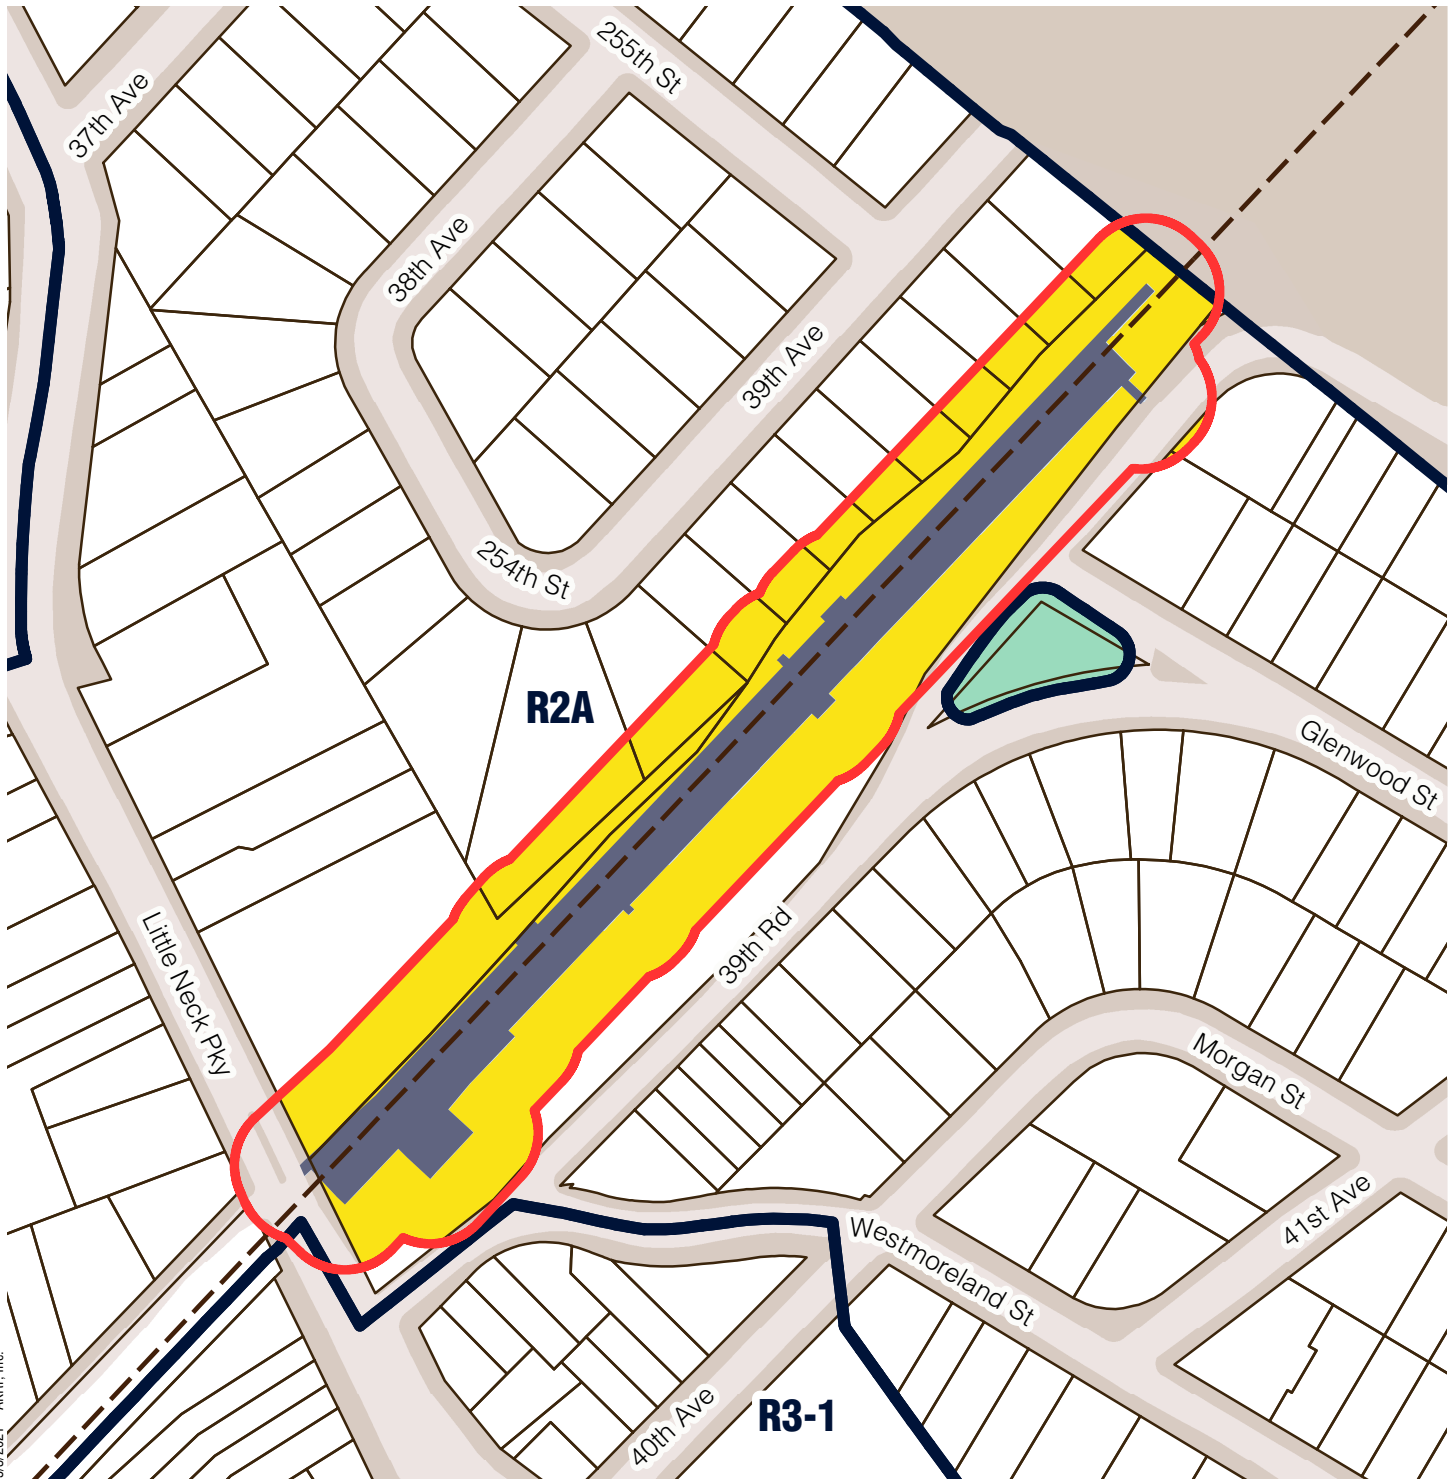 255th St
37th Ave
38th Ave
39th Ave
254th St
R2A
Glenwood St
Little Neck Pky
39th Rd
Morgan St
41st Ave
Westmoreland St
40th Ave
R3-1